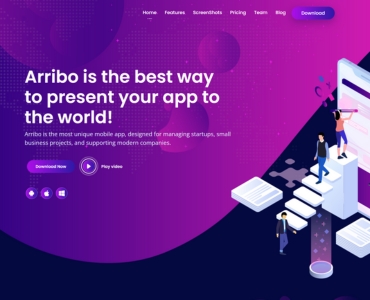 Home Features ScreenShots Pricing Team Blog Download
Arribo is the best way
to present your app to
the world!
Arribo is the most unique mobile app, designed for managing startups, small
business projects, and supporting modern companies.
Download Now Play video